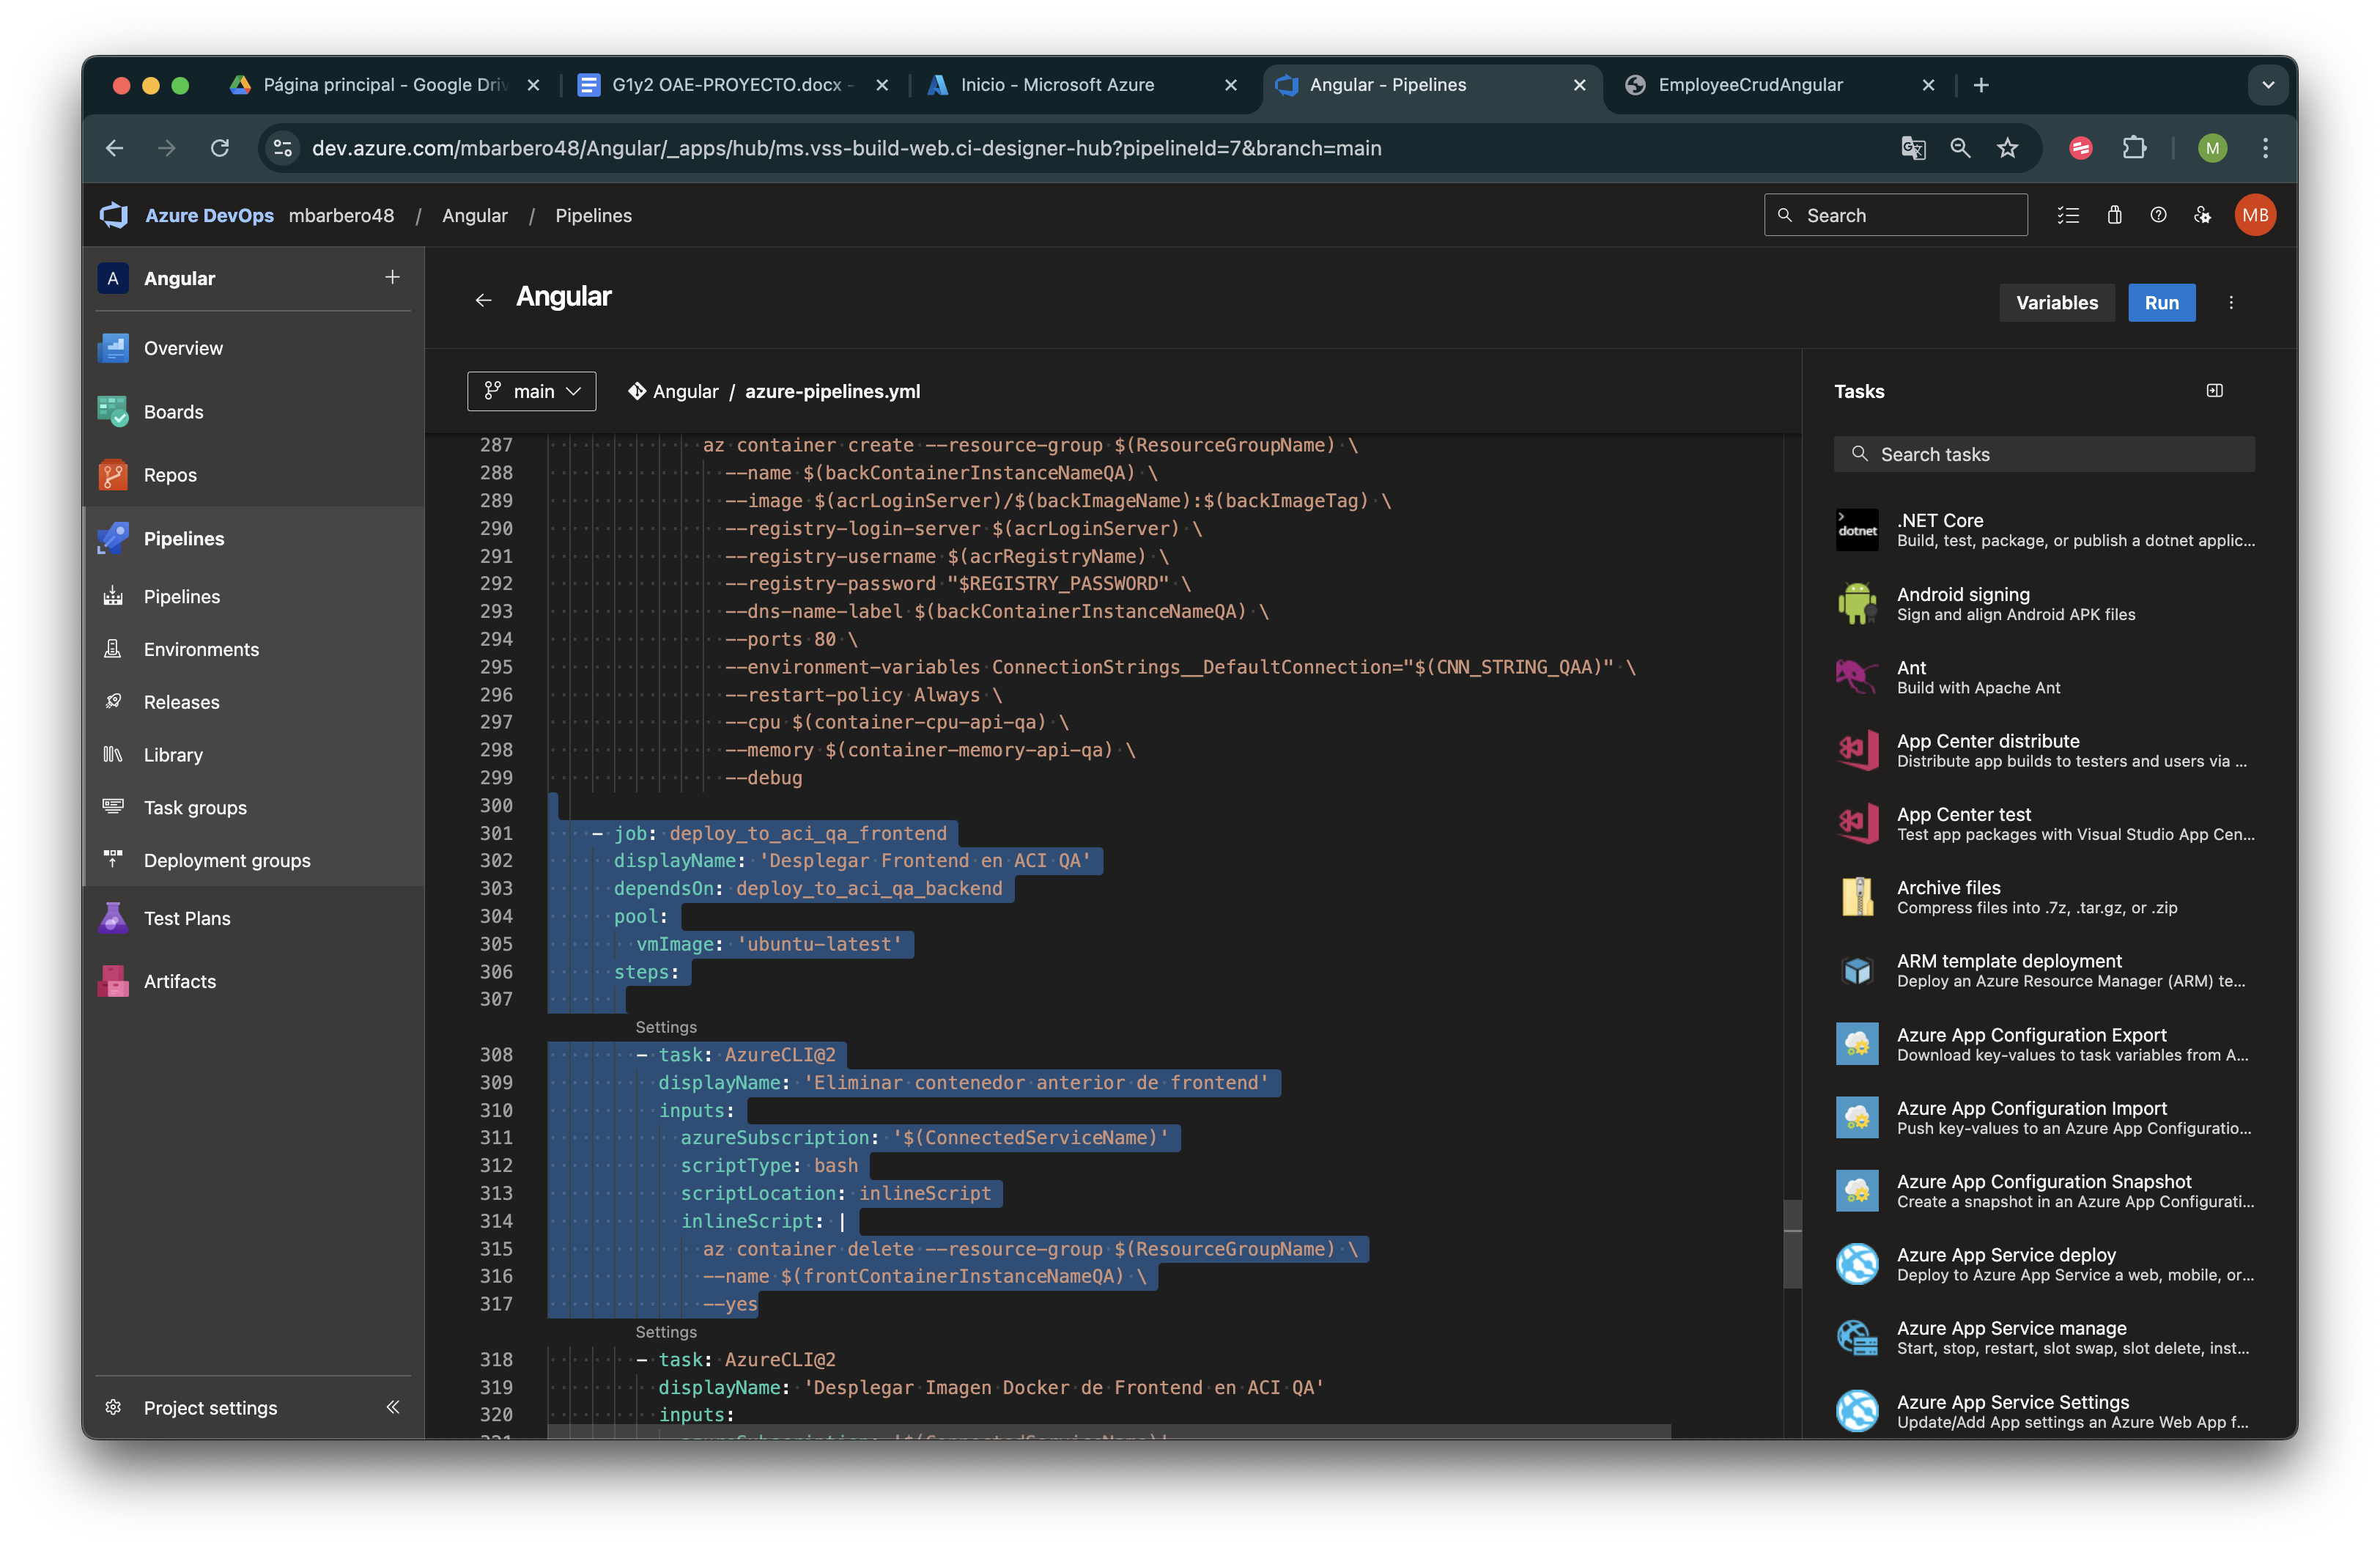 Página principal - Google Driv
G1y2 OAE-PROYECTO.docx -
Inicio - Microsoft Azure
Angular - Pipelines
EmployeeCrudAngular
dev.azure.com/mbarbero48/Angular/_apps/hub/ms.vss-build-web.ci-designer-hub?pipelineId=7&branch=main
M
Azure DevOps mbarbero48 / Angular / Pipelines
Search
MB
A Angular
Overview
Boards
Repos
Pipelines
Pipelines
Environments
Releases
Library
Task groups
Deployment groups
Test Plans
Artifacts
Project settings
Angular
Variables
Run
main
Angular / azure-pipelines.yml
287 az container create --resource-group $(ResourceGroupName) \
288 --name $(backContainerInstanceNameQA) \
289 --image $(acrLoginServer)/$(backImageName):$(backImageTag) \
290 --registry-login-server $(acrLoginServer) \
291 --registry-username $(acrRegistryName) \
292 --registry-password "$REGISTRY_PASSWORD" \
293 --dns-name-label $(backContainerInstanceNameQA) \
294 --ports 80 \
295 --environment-variables ConnectionStrings__DefaultConnection="$(CNN_STRING_QAA)" \
296 --restart-policy Always \
297 --cpu $(container-cpu-api-qa) \
298 --memory $(container-memory-api-qa) \
299 --debug
300
301 - job: deploy_to_aci_qa_frontend
302 displayName: 'Desplegar Frontend en ACI QA'
303 dependsOn: deploy_to_aci_qa_backend
304 pool:
305 vmImage: 'ubuntu-latest'
306 steps:
307
Settings
308 - task: AzureCLI@2
309 displayName: 'Eliminar contenedor anterior de frontend'
310 inputs:
311 azureSubscription: '$(ConnectedServiceName)'
312 scriptType: bash
313 scriptLocation: inlineScript
314 inlineScript: |
315 az container delete --resource-group $(ResourceGroupName) \
316 --name $(frontContainerInstanceNameQA) \
317 --yes
Settings
318 - task: AzureCLI@2
319 displayName: 'Desplegar Imagen Docker de Frontend en ACI QA'
320 inputs:
Tasks
Search tasks
dotnet
.NET Core
Build, test, package, or publish a dotnet applic...
Android signing
Sign and align Android APK files
Ant
Build with Apache Ant
App Center distribute
Distribute app builds to testers and users via ...
App Center test
Test app packages with Visual Studio App Cen...
Archive files
Compress files into .7z, .tar.gz, or .zip
ARM template deployment
Deploy an Azure Resource Manager (ARM) te...
Azure App Configuration Export
Download key-values to task variables from A...
Azure App Configuration Import
Push key-values to an Azure App Configuratio...
Azure App Configuration Snapshot
Create a snapshot in an Azure App Configurati...
Azure App Service deploy
Deploy to Azure App Service a web, mobile, or...
Azure App Service manage
Start, stop, restart, slot swap, slot delete, inst...
Azure App Service Settings
Update/Add App settings an Azure Web App f...